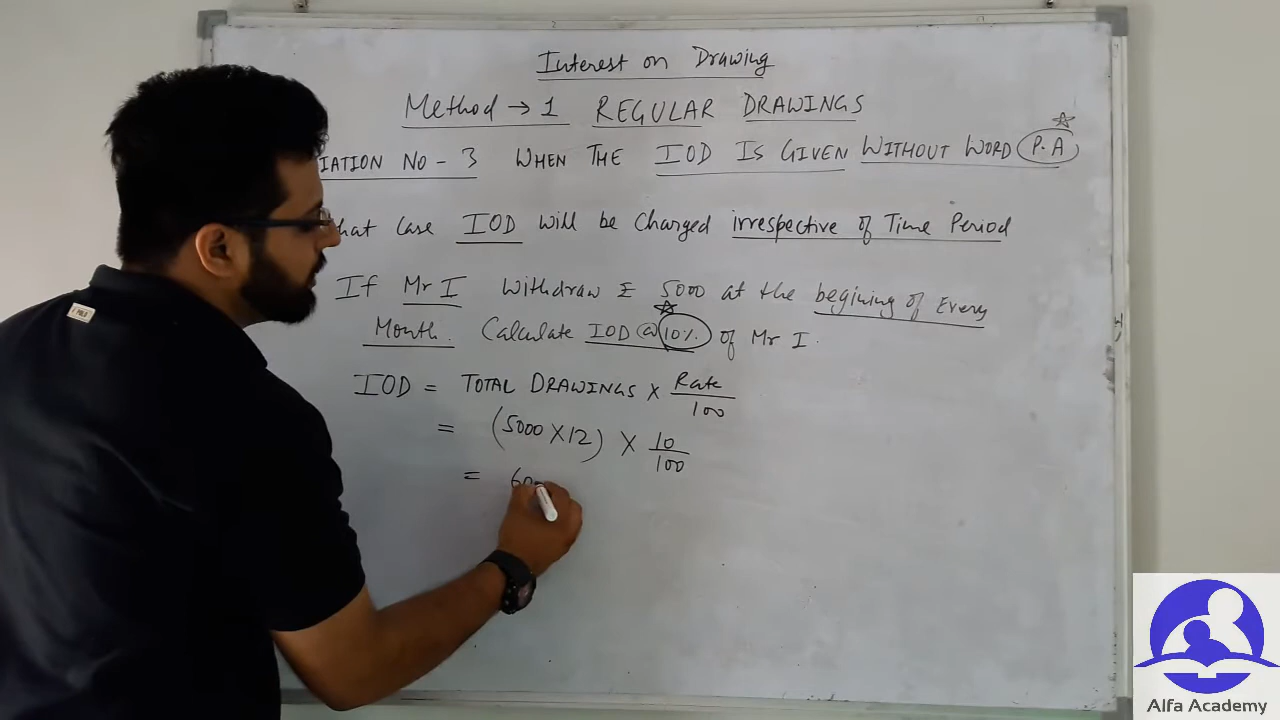 Interest on Drawing
Method → 1 REGULAR DRAWINGS
IATION NO - 3 WHEN THE IOD IS GIVEN WITHOUT WORD P.A
hat Case IOD will be Charged irrespective of Time Period
If Mr I Withdraw ₹ 5000 at the begining of Every
Month. Calculate IOD @ 10% of Mr I.
IOD = TOTAL DRAWINGS × Rate/100
= (5000 × 12) × 10/100
= 600
Alfa Academy